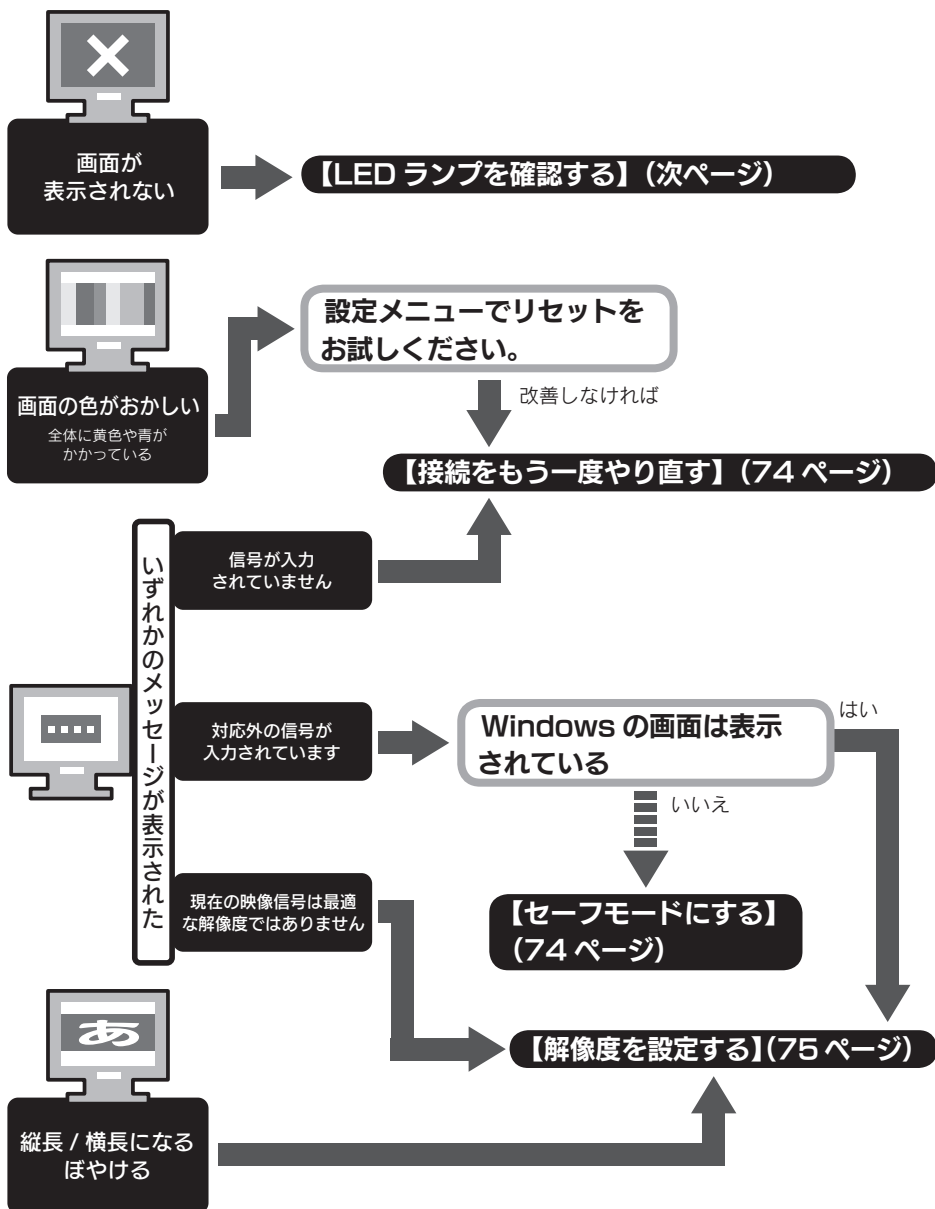 画面が
表示されない
【LED ランプを確認する】（次ページ）
画面の色がおかしい
全体に黄色や青が
かかっている
設定メニューでリセットを
お試しください。
改善しなければ
【接続をもう一度やり直す】（74 ページ）
いずれかのメッセージが表示された
信号が入力
されていません
対応外の信号が
入力されています
Windows の画面は表示
されている
はい
いいえ
【セーフモードにする】
（74 ページ）
現在の映像信号は最適
な解像度ではありません
【解像度を設定する】（75 ページ）
あ
縦長 / 横長になる
ぼやける